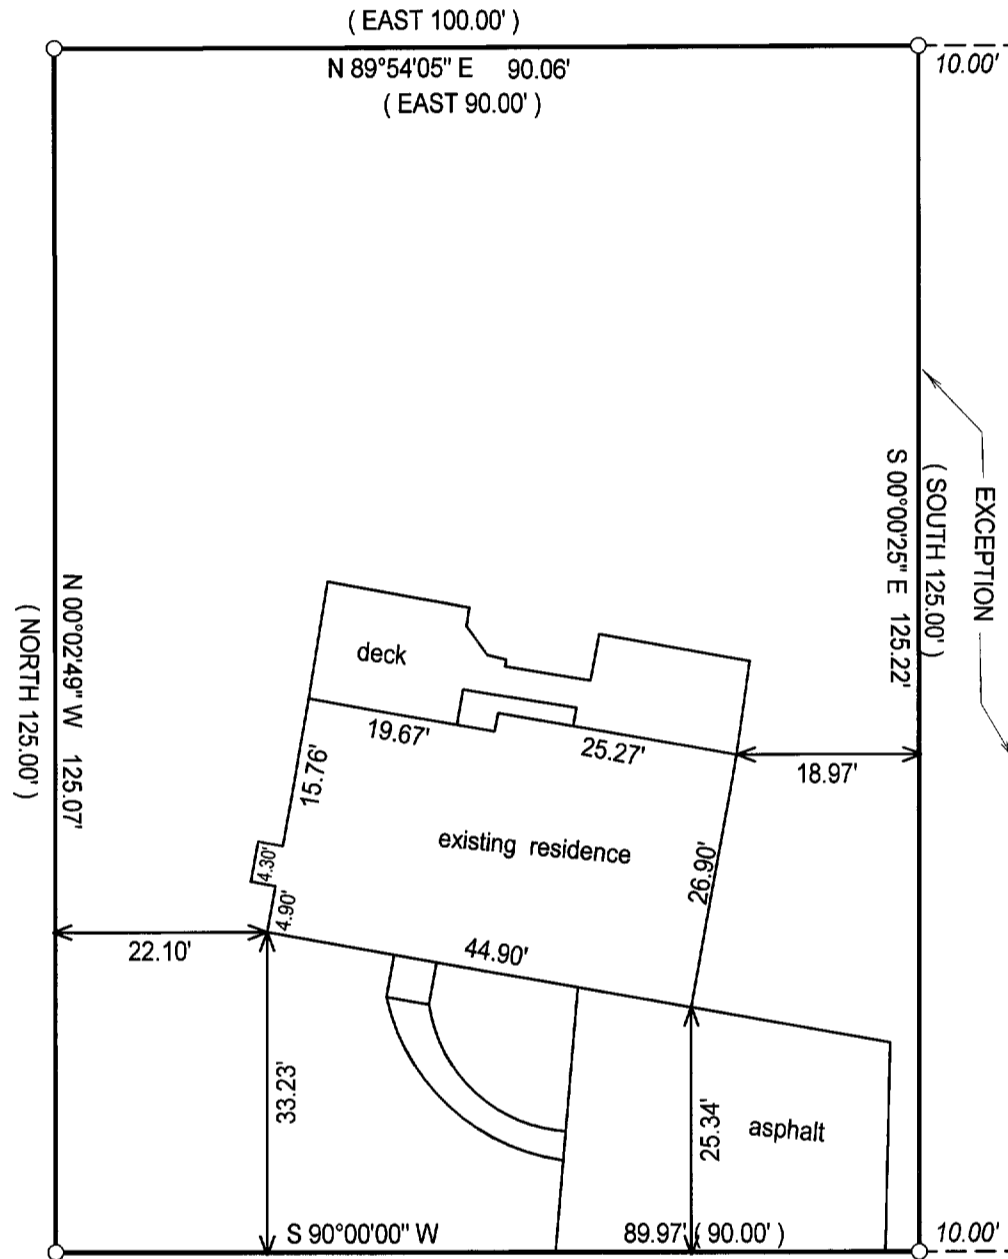 ( EAST 100.00' )
N 89°54'05" E 90.06'
( EAST 90.00' )
10.00'
EXCEPTION
( SOUTH 125.00' )
S 00°00'25" E 125.22'
N 00°02'49" W 125.07'
( NORTH 125.00' )
deck
19.67'
25.27'
18.97'
15.76'
existing residence
4.30'
26.90'
4.90'
22.10'
44.90'
33.23'
25.34'
asphalt
S 90°00'00" W 89.97' ( 90.00' )
10.00'